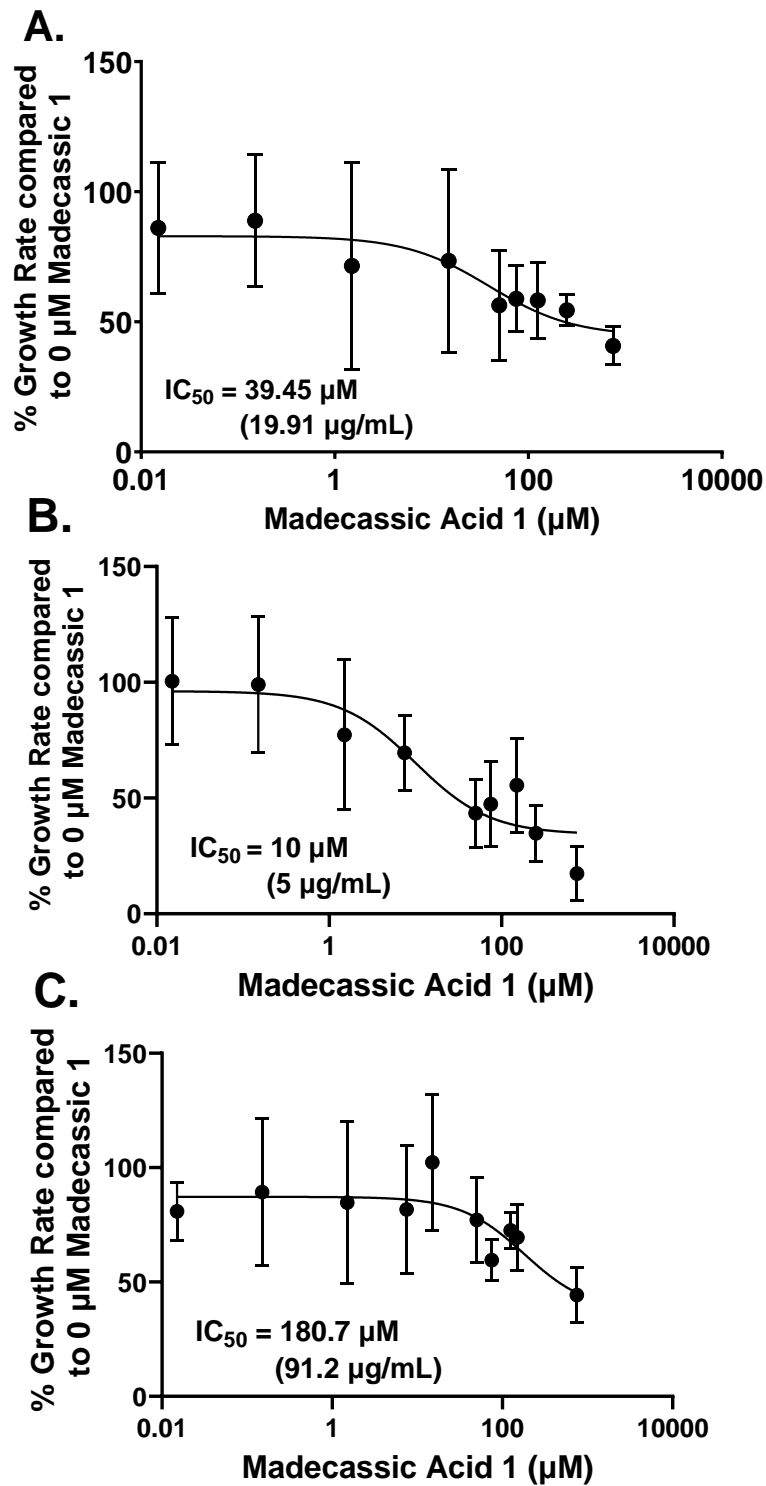 A.
% Growth Rate compared
to 0 µM Madecassic 1
150
100
50
0
IC50 = 39.45 µM
(19.91 µg/mL)
0.01
1
100
10000
Madecassic Acid 1 (µM)
B.
% Growth Rate compared
to 0 µM Madecassic 1
150
100
50
0
IC50 = 10 µM
(5 µg/mL)
0.01
1
100
10000
Madecassic Acid 1 (µM)
C.
% Growth Rate compared
to 0 µM Madecassic 1
150
100
50
0
IC50 = 180.7 µM
(91.2 µg/mL)
0.01
1
100
10000
Madecassic Acid 1 (µM)